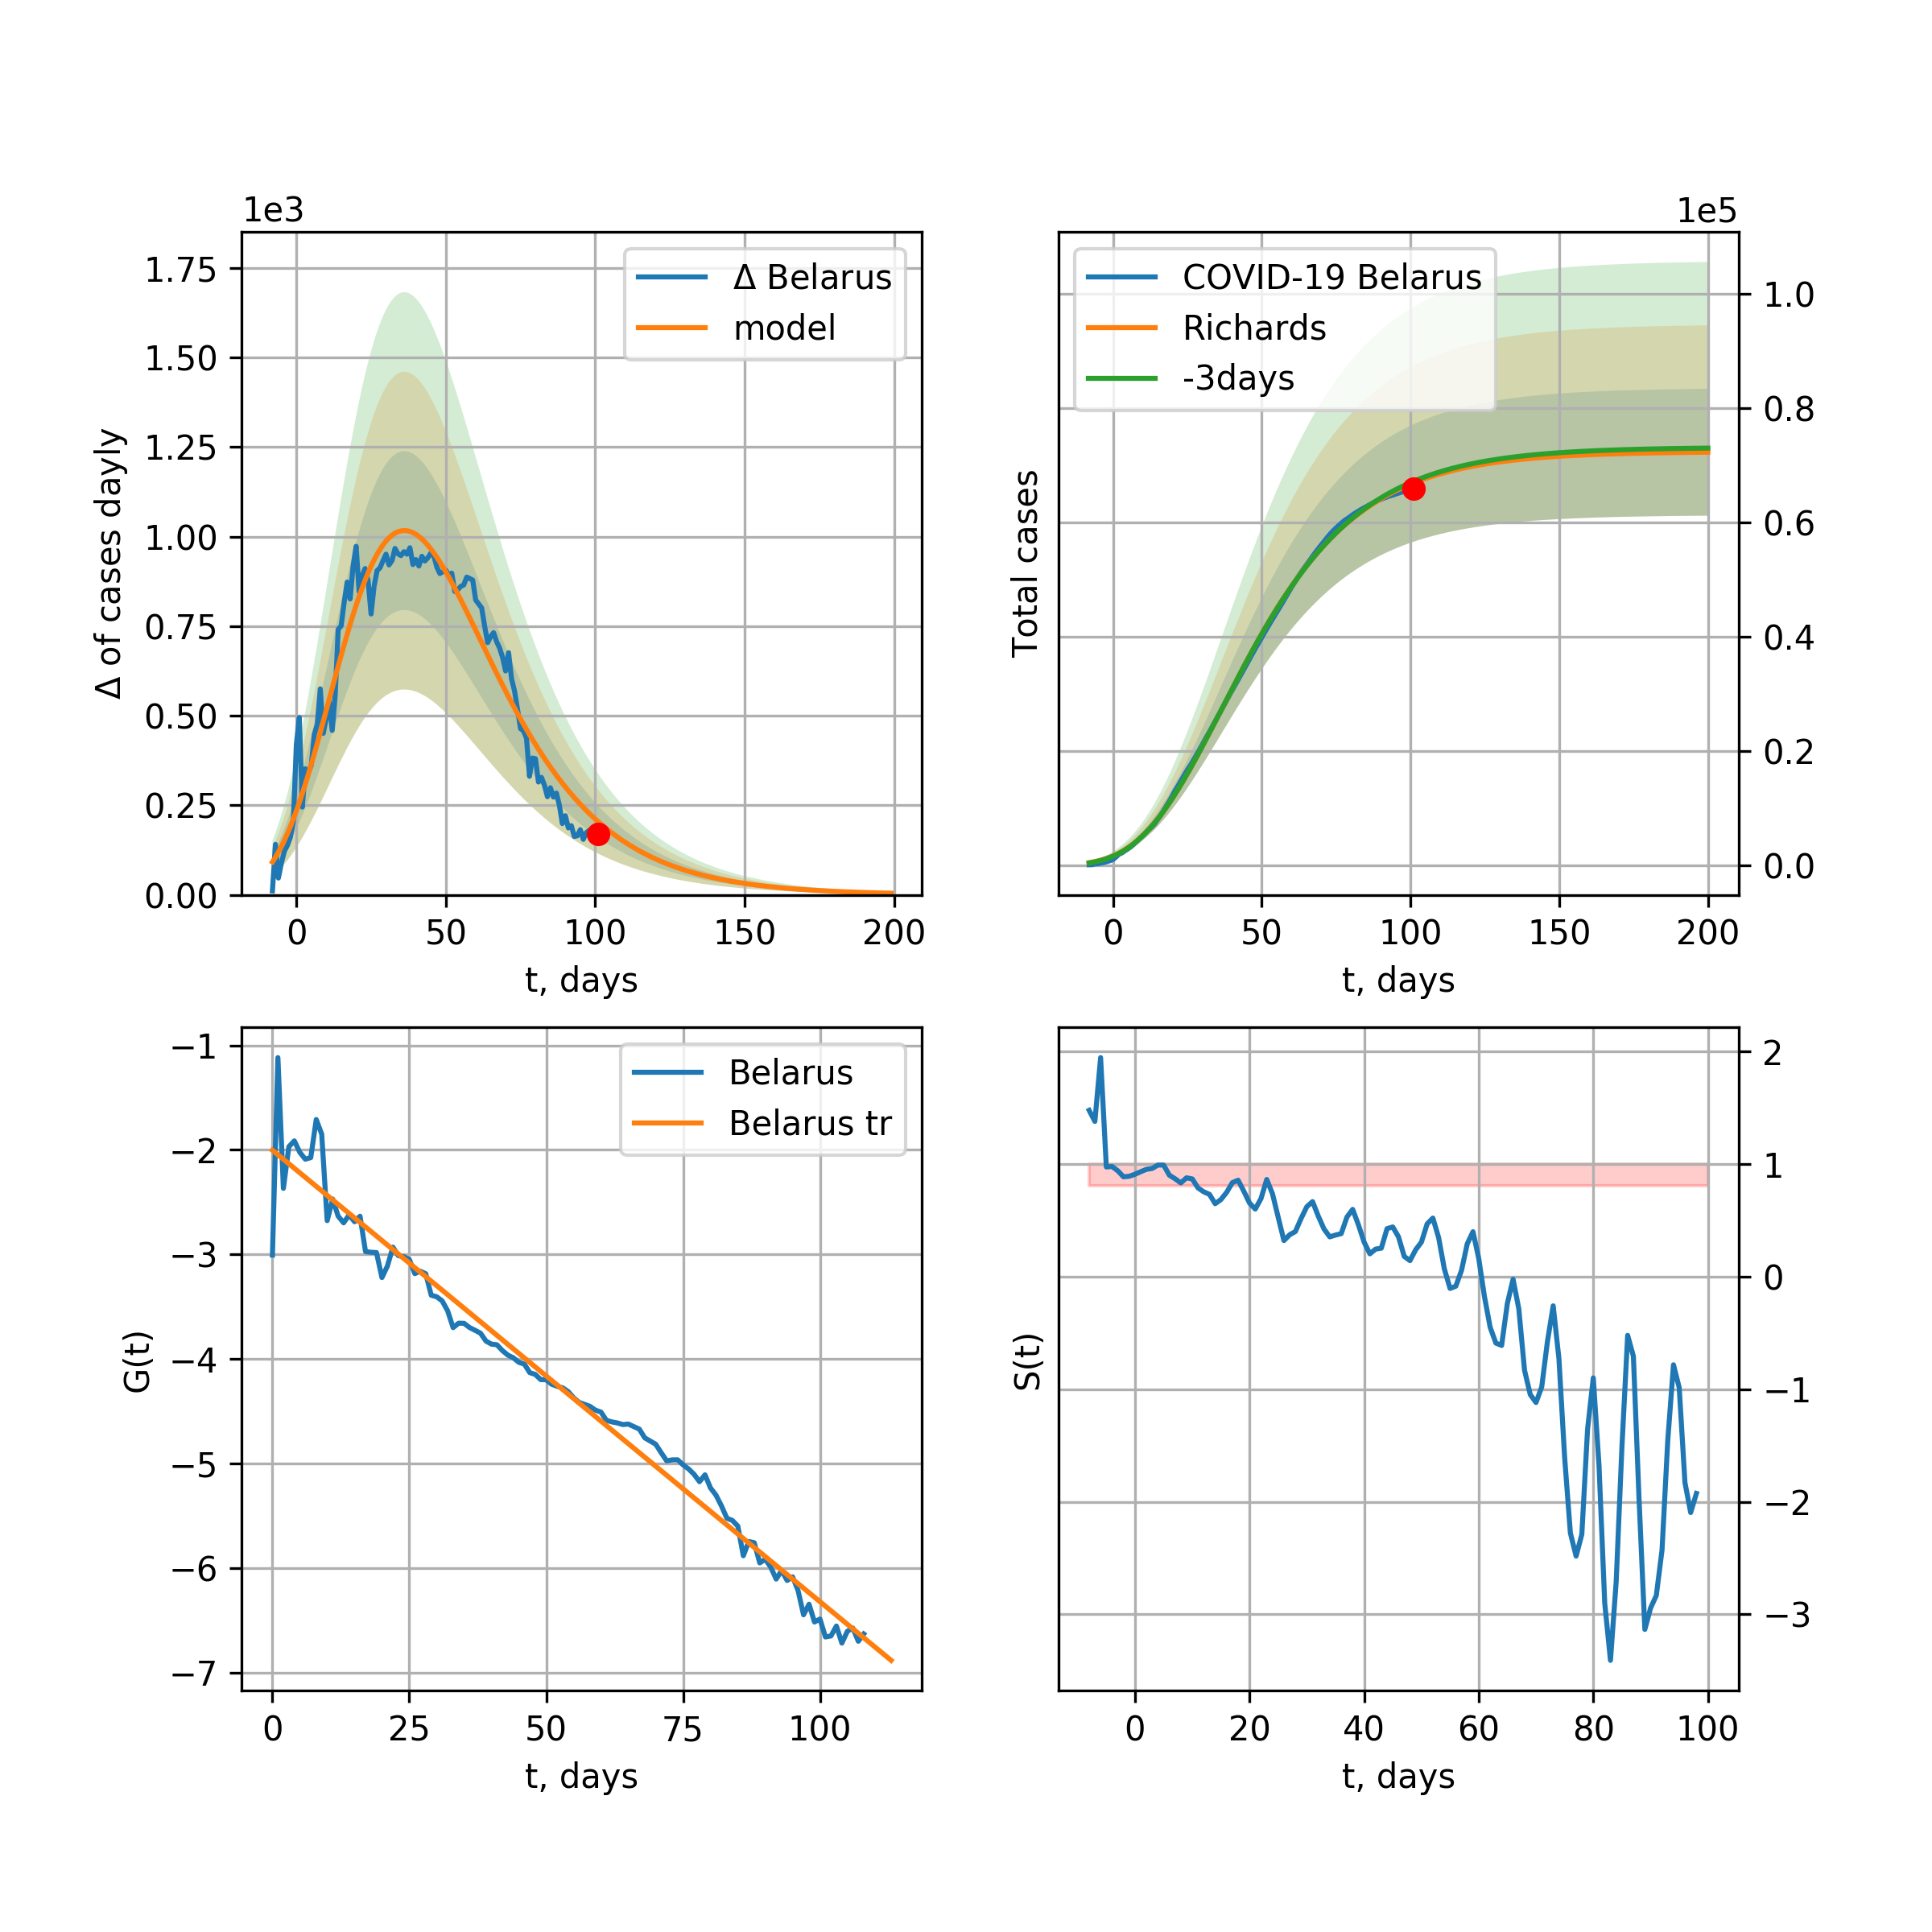 1e3
1.75
1.50
1.25
1.00
0.75
0.50
0.25
0.00
Δ of cases dayly
Δ Belarus
model
0 50 100 150 200
t, days
1e5
COVID-19 Belarus
Richards
-3days
Total cases
1.0
0.8
0.6
0.4
0.2
0.0
0 50 100 150 200
t, days
−1
−2
−3
−4
−5
−6
−7
G(t)
Belarus
Belarus tr
0 25 50 75 100
t, days
S(t)
2
1
0
−1
−2
−3
0 20 40 60 80 100
t, days